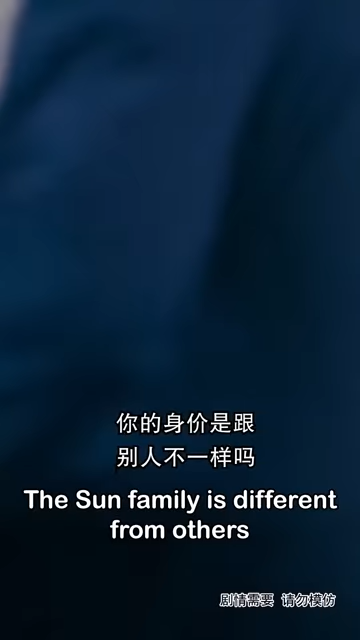 你的身价是跟
别人不一样吗
The Sun family is different
from others
剧情需要 请勿模仿